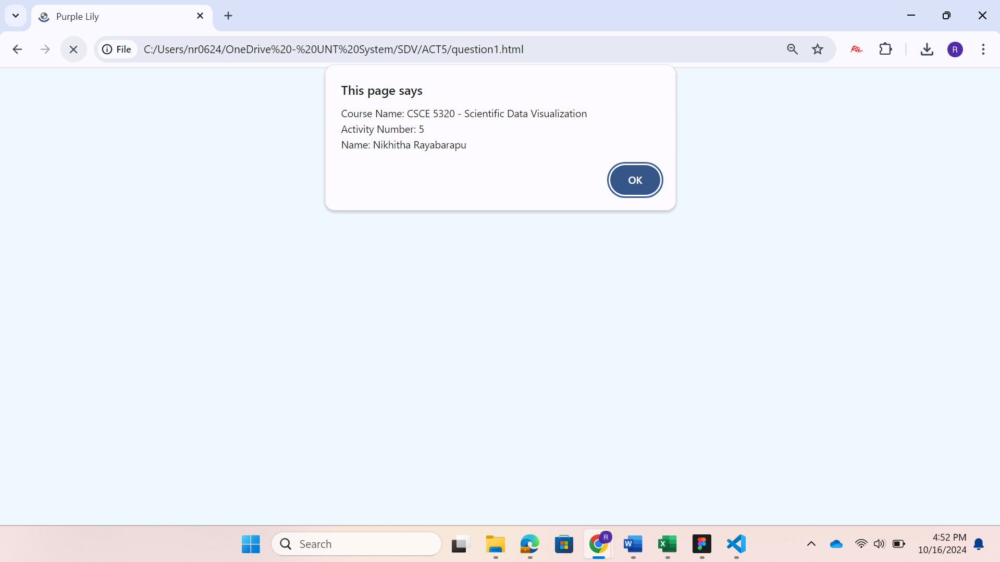 Purple Lily
File C:/Users/nr0624/OneDrive%20-%20UNT%20System/SDV/ACT5/question1.html
R
This page says
Course Name: CSCE 5320 - Scientific Data Visualization
Activity Number: 5
Name: Nikhitha Rayabarapu
OK
Search
R
W
X
4:52 PM
10/16/2024